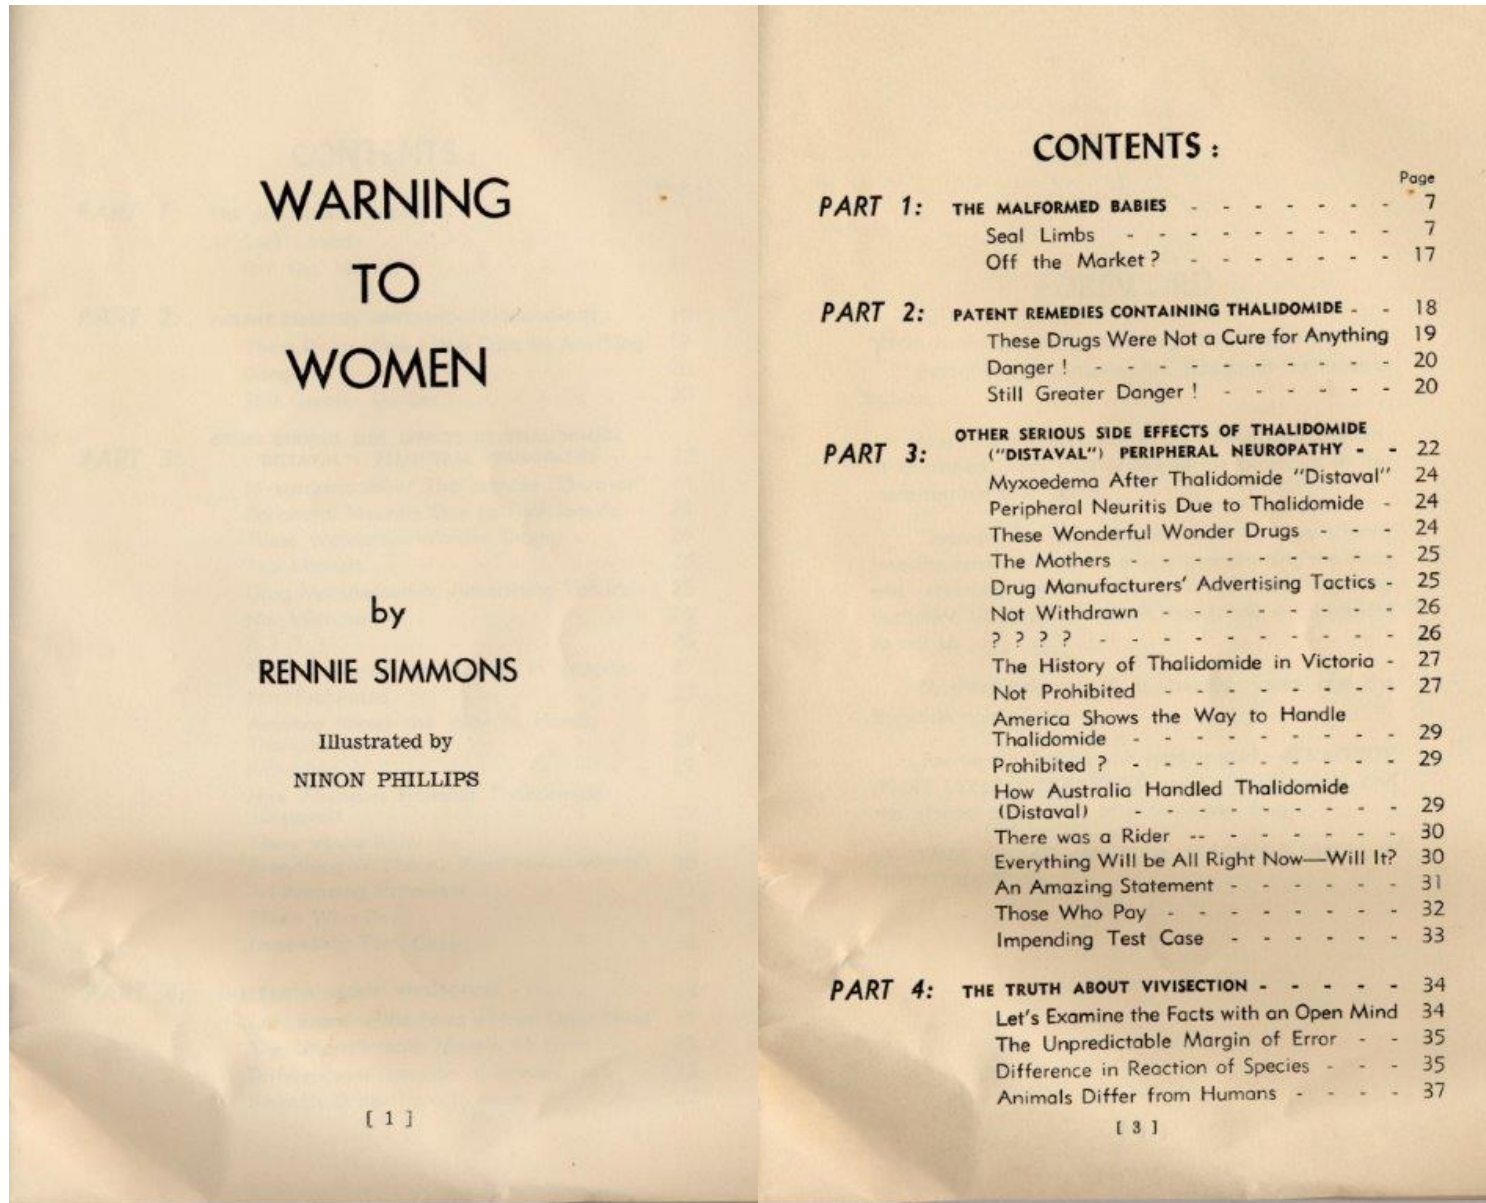 WARNING
TO
WOMEN
by
RENNIE SIMMONS
Illustrated by
NINON PHILLIPS
[ 1 ]
CONTENTS :
Page
PART 1: THE MALFORMED BABIES - - - - - - - 7
Seal Limbs - - - - - - - - - 7
Off the Market? - - - - - - - 17
PART 2: PATENT REMEDIES CONTAINING THALIDOMIDE - - 18
These Drugs Were Not a Cure for Anything 19
Danger ! - - - - - - - - - - 20
Still Greater Danger ! - - - - - - 20
OTHER SERIOUS SIDE EFFECTS OF THALIDOMIDE
PART 3: ("DISTAVAL") PERIPHERAL NEUROPATHY - - 22
Myxoedema After Thalidomide "Distaval" 24
Peripheral Neuritis Due to Thalidomide - 24
These Wonderful Wonder Drugs - - - 24
The Mothers - - - - - - - - - 25
Drug Manufacturers' Advertising Tactics - 25
Not Withdrawn - - - - - - - - 26
? ? ? ? - - - - - - - - - - 26
The History of Thalidomide in Victoria - 27
Not Prohibited - - - - - - - - 27
America Shows the Way to Handle
Thalidomide - - - - - - - - - 29
Prohibited ? - - - - - - - - - 29
How Australia Handled Thalidomide
(Distaval) - - - - - - - - - 29
There was a Rider -- - - - - - - - 30
Everything Will be All Right Now—Will It? 30
An Amazing Statement - - - - - - 31
Those Who Pay - - - - - - - - 32
Impending Test Case - - - - - - 33
PART 4: THE TRUTH ABOUT VIVISECTION - - - - - 34
Let's Examine the Facts with an Open Mind 34
The Unpredictable Margin of Error - - 35
Difference in Reaction of Species - - - 35
Animals Differ from Humans - - - - 37
[ 3 ]